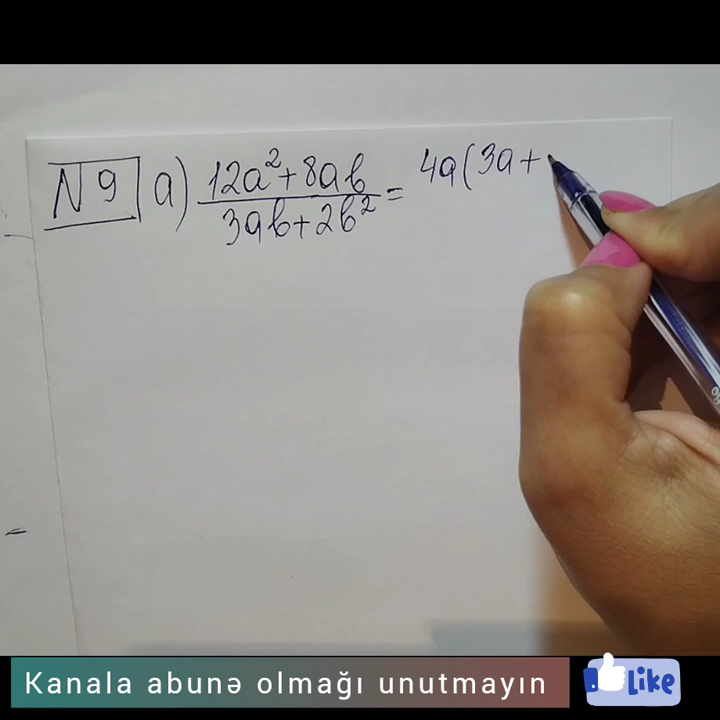 N 9 a) 12a²+8ab / 3ab+2b² = 4a(3a+
Kanala abunə olmağı unutmayın Like